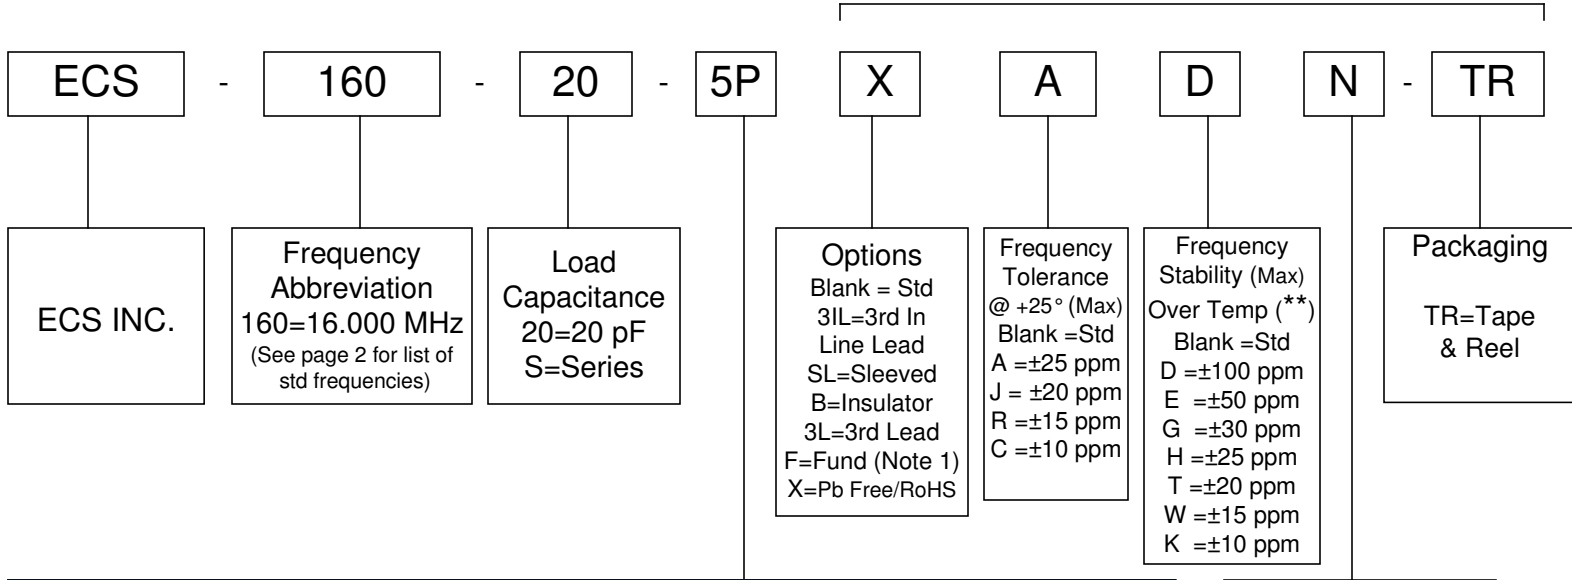 ECS - 160 - 20 - 5P X A D N - TR
ECS INC.
Frequency
Abbreviation
160=16.000 MHz
(See page 2 for list of
std frequencies)
Load
Capacitance
20=20 pF
S=Series
Options
Blank = Std
3IL=3rd In
Line Lead
SL=Sleeved
B=Insulator
3L=3rd Lead
F=Fund (Note 1)
X=Pb Free/RoHS
Frequency
Tolerance
@ +25° (Max)
Blank =Std
A =±25 ppm
J = ±20 ppm
R =±15 ppm
C =±10 ppm
Frequency
Stability (Max)
Over Temp (**)
Blank =Std
D =±100 ppm
E =±50 ppm
G =±30 ppm
H =±25 ppm
T =±20 ppm
W =±15 ppm
K =±10 ppm
Packaging
TR=Tape
& Reel